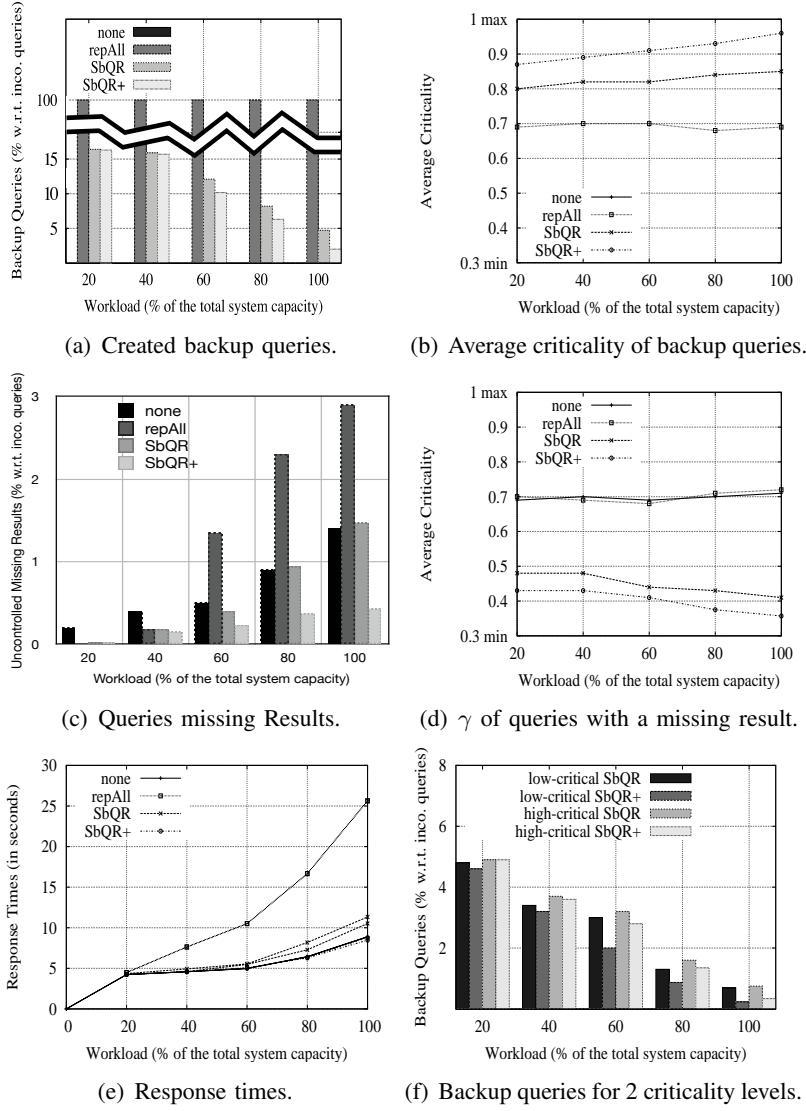 none
repAll
SbQR
SbQR+
Backup Queries (% w.r.t. inco. queries)
100
15
10
5
20 40 60 80 100
Workload (% of the total system capacity)
(a) Created backup queries.
1 max
0.9
0.8
0.7
0.6
0.5
0.4
0.3 min
Average Criticality
none
repAll
SbQR
SbQR+
20 40 60 80 100
Workload (% of the total system capacity)
(b) Average criticality of backup queries.
Uncontrolled Missing Results (% w.r.t. inco. queries)
3
2
1
0
none
repAll
SbQR
SbQR+
20 40 60 80 100
Workload (% of the total system capacity)
(c) Queries missing Results.
1 max
0.9
0.8
0.7
0.6
0.5
0.4
0.3 min
Average Criticality
none
repAll
SbQR
SbQR+
20 40 60 80 100
Workload (% of the total system capacity)
(d) γ of queries with a missing result.
Response Times (in seconds)
30
25
20
15
10
5
0
none
repAll
SbQR
SbQR+
0 20 40 60 80 100
Workload (% of the total system capacity)
(e) Response times.
Backup Queries (% w.r.t. inco. queries)
8
6
4
2
low-critical SbQR
low-critical SbQR+
high-critical SbQR
high-critical SbQR+
20 40 60 80 100
Workload (% of the total system capacity)
(f) Backup queries for 2 criticality levels.